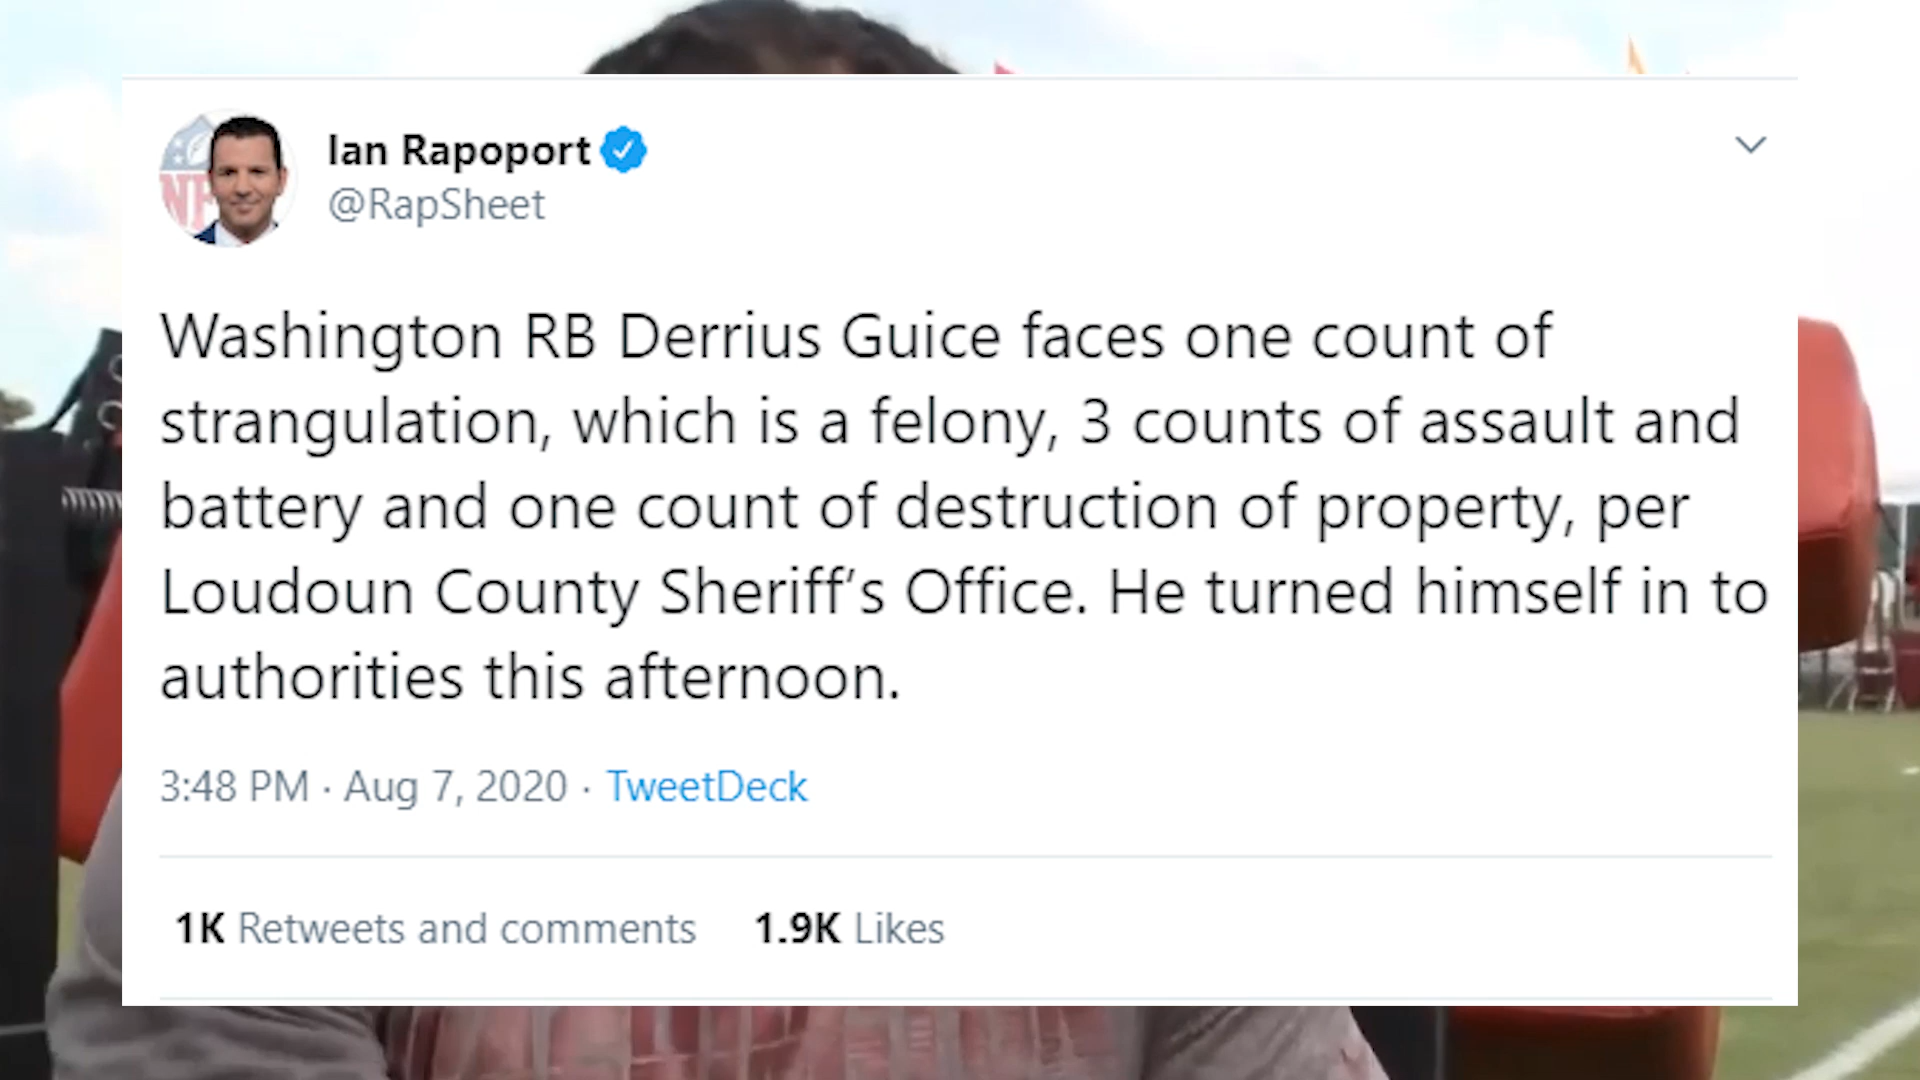 Ian Rapoport
@RapSheet
Washington RB Derrius Guice faces one count of
strangulation, which is a felony, 3 counts of assault and
battery and one count of destruction of property, per
Loudoun County Sheriff's Office. He turned himself in to
authorities this afternoon.
3:48 PM · Aug 7, 2020 · TweetDeck
1K Retweets and comments 1.9K Likes